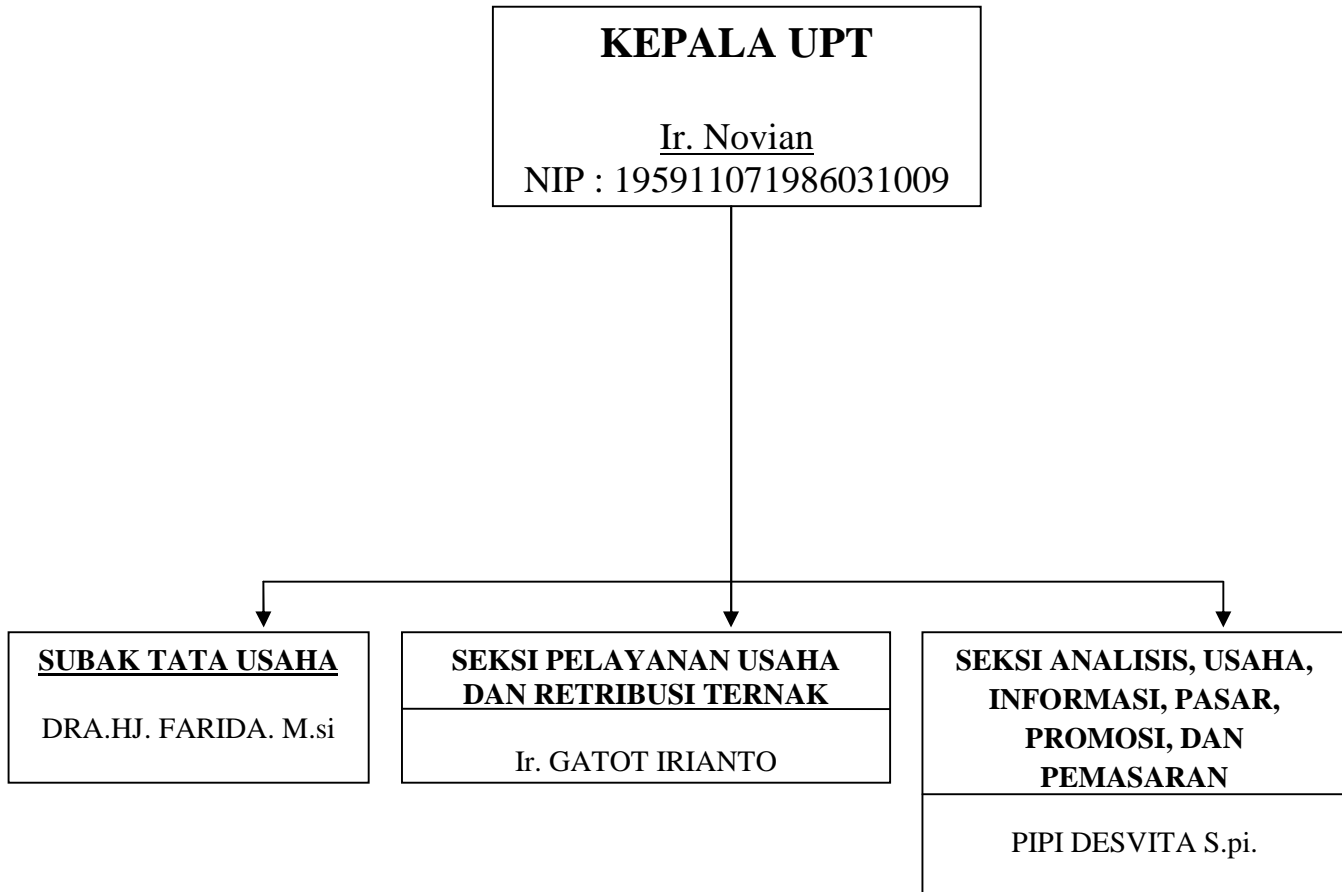 KEPALA UPT
Ir. Novian
NIP : 195911071986031009
SUBAK TATA USAHA
DRA.HJ. FARIDA. M.si
SEKSI PELAYANAN USAHA
DAN RETRIBUSI TERNAK
Ir. GATOT IRIANTO
SEKSI ANALISIS, USAHA,
INFORMASI, PASAR,
PROMOSI, DAN
PEMASARAN
PIPI DESVITA S.pi.